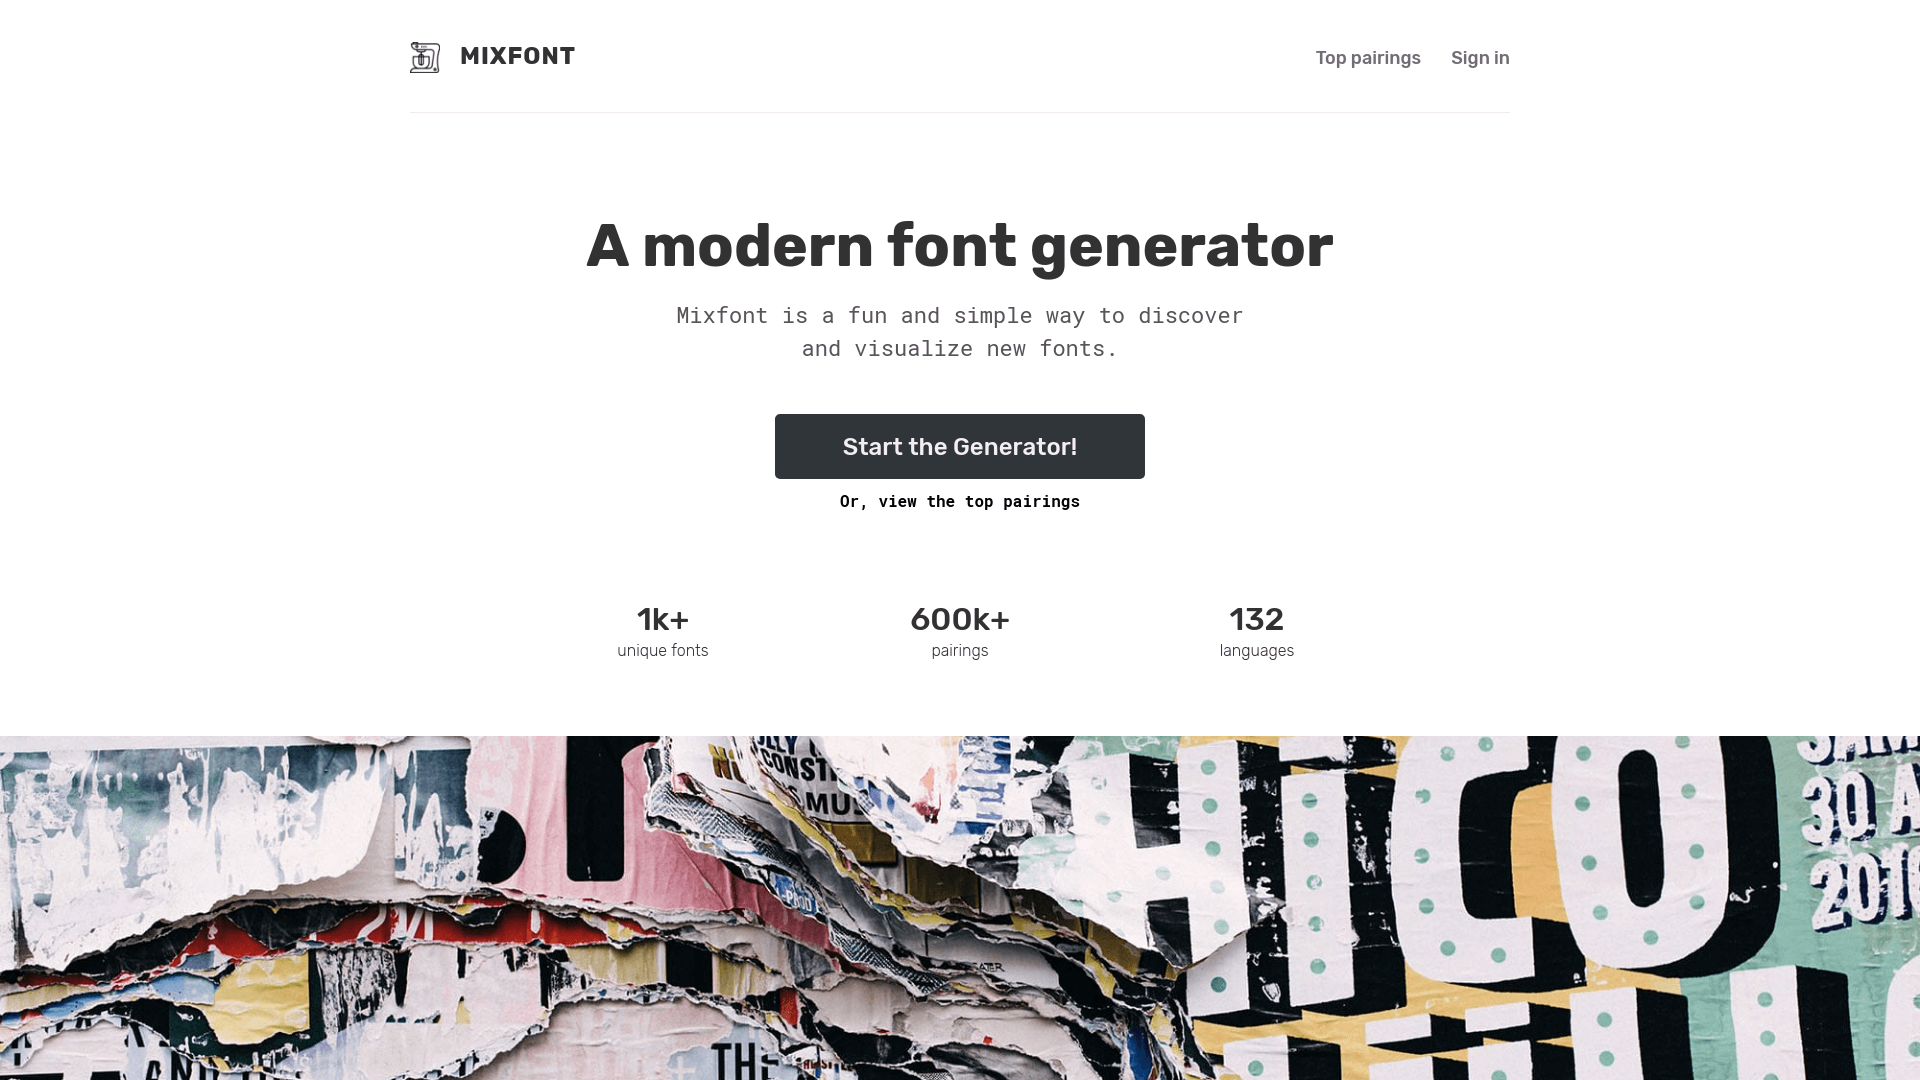 MIXFONT
Top pairings
Sign in
A modern font generator
Mixfont is a fun and simple way to discover
and visualize new fonts.
Start the Generator!
Or, view the top pairings
1k+
unique fonts
600k+
pairings
132
languages
HiCO
30 A
2016
THE